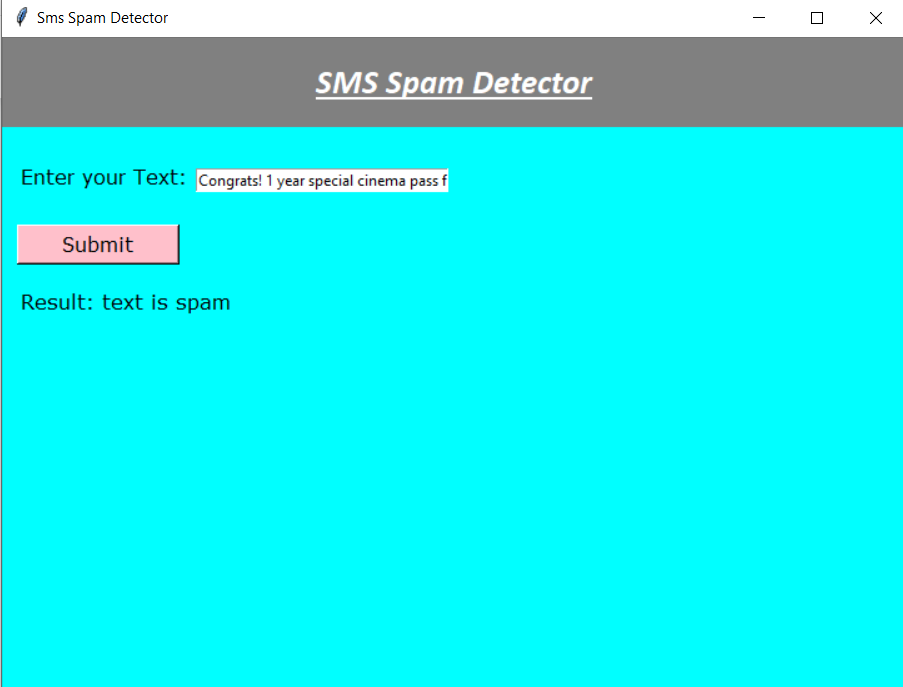 Sms Spam Detector
SMS Spam Detector
Enter your Text: Congrats! 1 year special cinema pass f
Submit
Result: text is spam